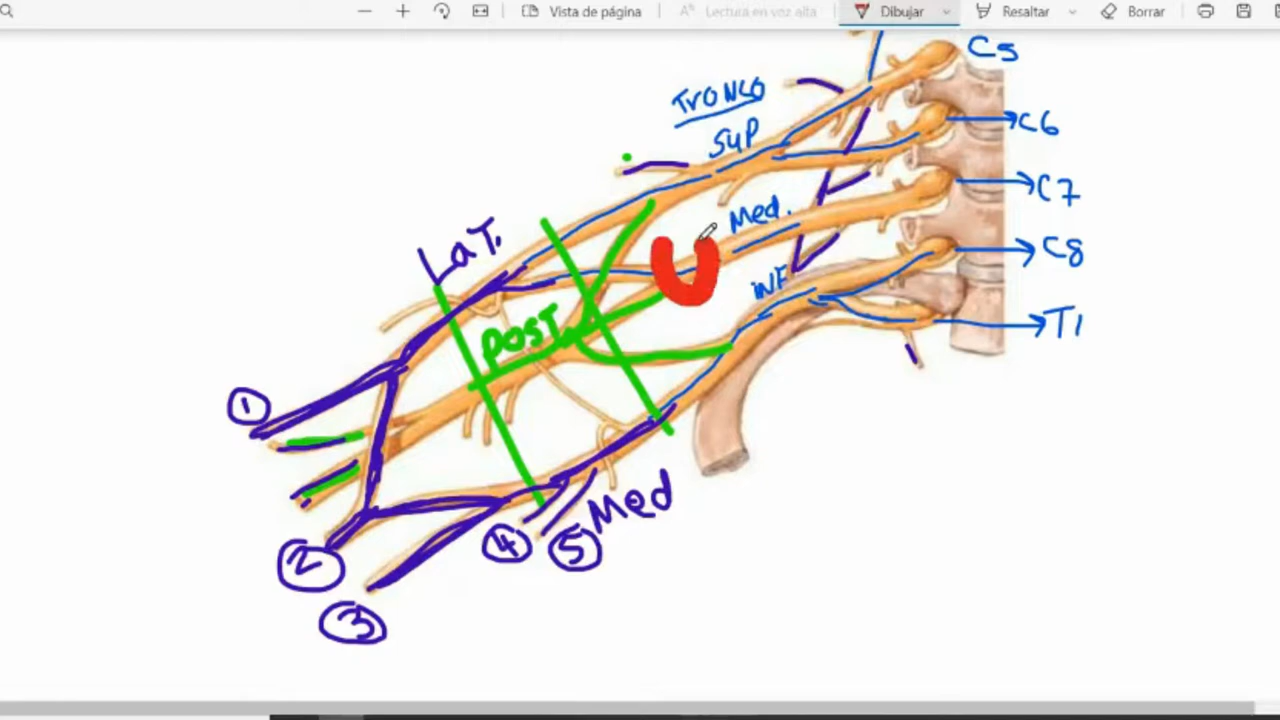 Vista de página
Lectura en voz alta
Dibujar
Resaltar
Borrar
C5
Tronco
Sup
C6
C7
Med.
C8
INF
T1
Lat.
Post.
1
Med
4
5
2
3